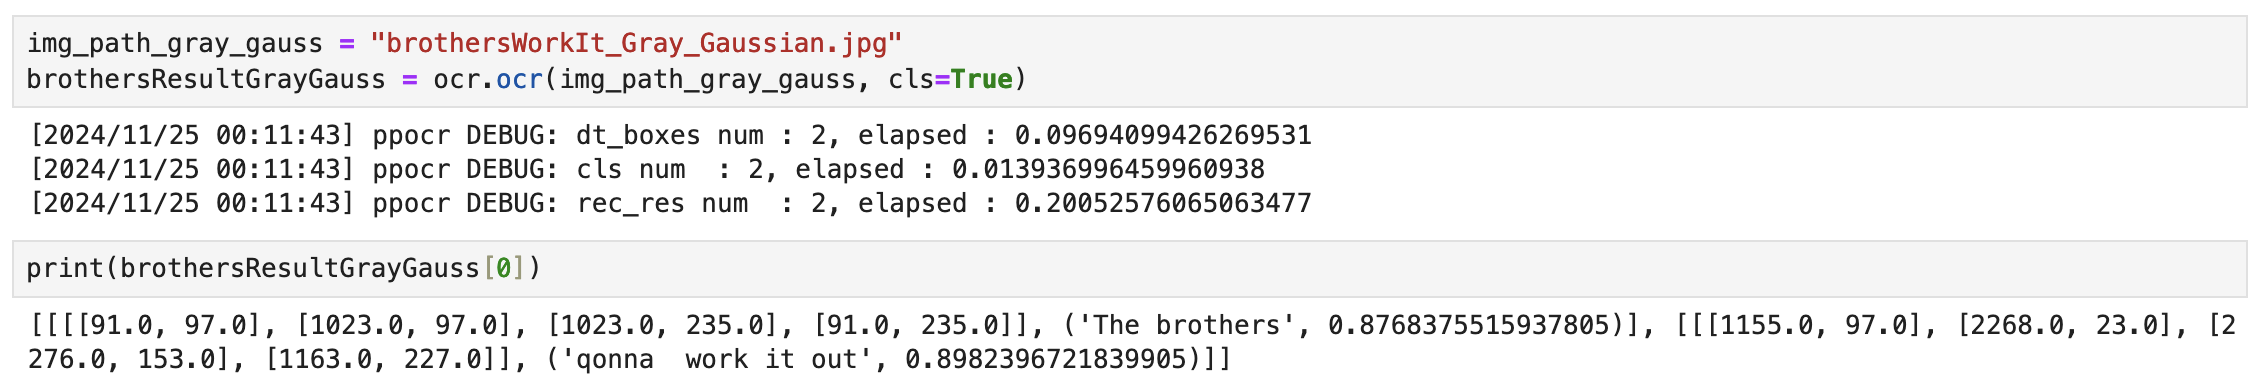 img_path_gray_gauss = "brothersWorkIt_Gray_Gaussian.jpg"
brothersResultGrayGauss = ocr.ocr(img_path_gray_gauss, cls=True)
[2024/11/25 00:11:43] ppocr DEBUG: dt_boxes num : 2, elapsed : 0.09694099426269531
[2024/11/25 00:11:43] ppocr DEBUG: cls num  : 2, elapsed : 0.013936996459960938
[2024/11/25 00:11:43] ppocr DEBUG: rec_res num  : 2, elapsed : 0.20052576065063477
print(brothersResultGrayGauss[0])
[[[[91.0, 97.0], [1023.0, 97.0], [1023.0, 235.0], [91.0, 235.0]], ('The brothers', 0.8768375515937805)], [[[1155.0, 97.0], [2268.0, 23.0], [2
276.0, 153.0], [1163.0, 227.0]], ('qonna  work it out', 0.8982396721839905)]]